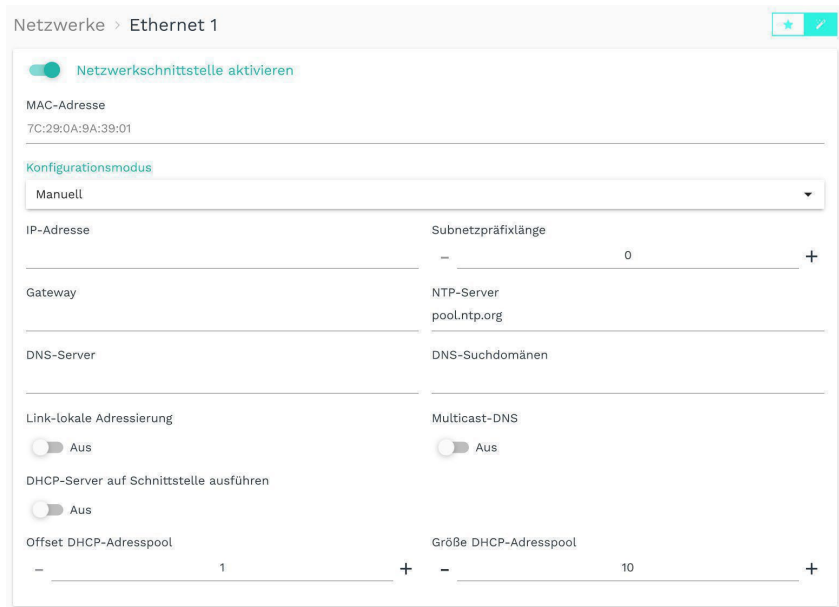 Netzwerke > Ethernet 1
Netzwerkschnittstelle aktivieren
MAC-Adresse
7C:29:0A:9A:39:01
Konfigurationsmodus
Manuell
IP-Adresse
Subnetzpräfixlänge
− 0 +
Gateway
NTP-Server
pool.ntp.org
DNS-Server
DNS-Suchdomänen
Link-lokale Adressierung
Multicast-DNS
Aus
Aus
DHCP-Server auf Schnittstelle ausführen
Aus
Offset DHCP-Adresspool
Größe DHCP-Adresspool
− 1 +
− 10 +